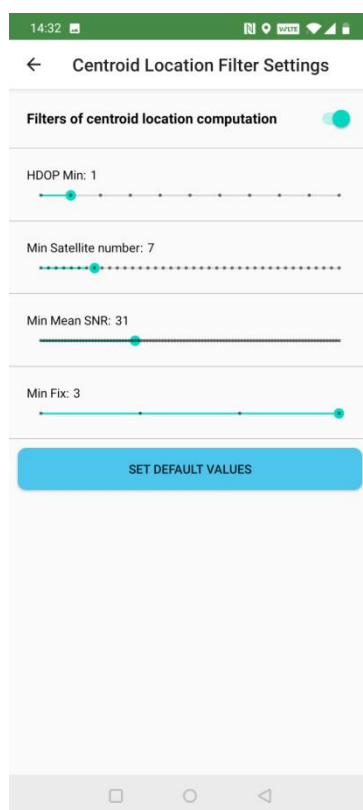 14:32
VoLTE
Centroid Location Filter Settings
Filters of centroid location computation
HDOP Min: 1
Min Satellite number: 7
Min Mean SNR: 31
Min Fix: 3
SET DEFAULT VALUES